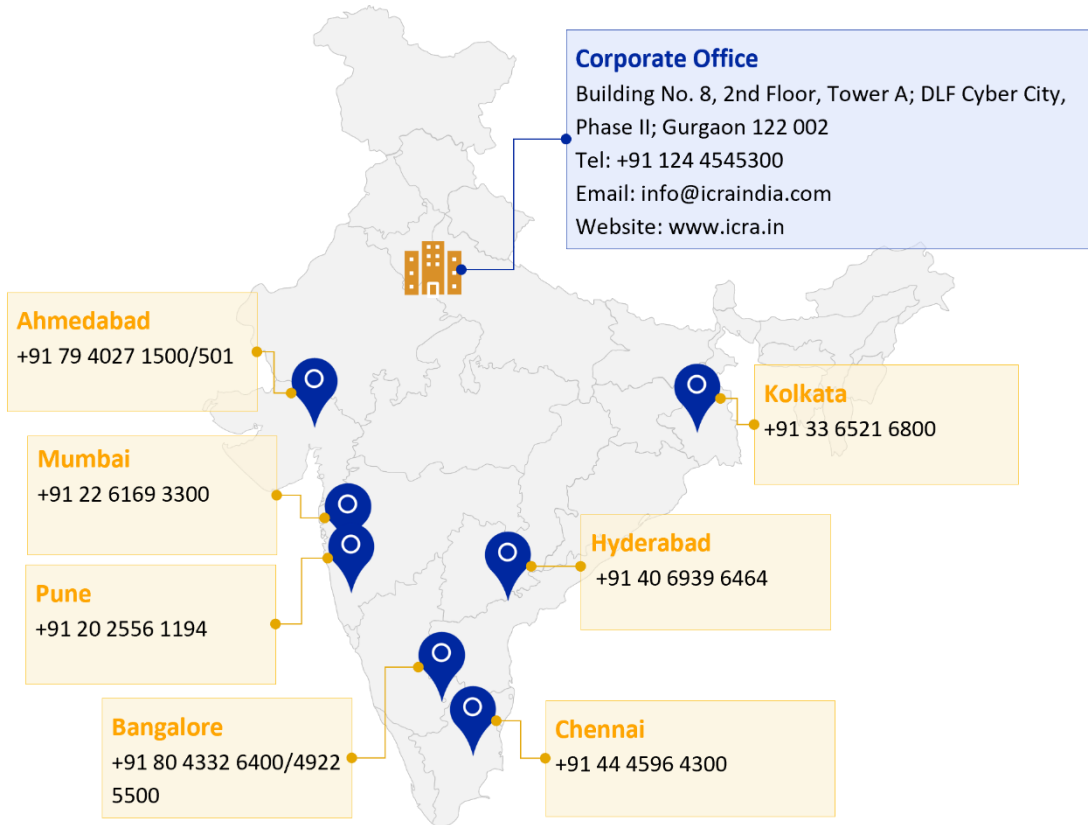 Corporate Office
Building No. 8, 2nd Floor, Tower A; DLF Cyber City,
Phase II; Gurgaon 122 002
Tel: +91 124 4545300
Email: info@icraindia.com
Website: www.icra.in
Ahmedabad
+91 79 4027 1500/501
Kolkata
+91 33 6521 6800
Mumbai
+91 22 6169 3300
Hyderabad
+91 40 6939 6464
Pune
+91 20 2556 1194
Bangalore
+91 80 4332 6400/4922
5500
Chennai
+91 44 4596 4300